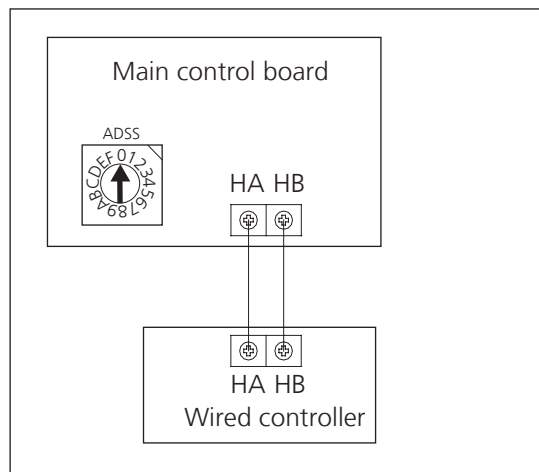 Main control board
ADSS
0123456789ABCDEF
HA HB
HA HB
Wired controller